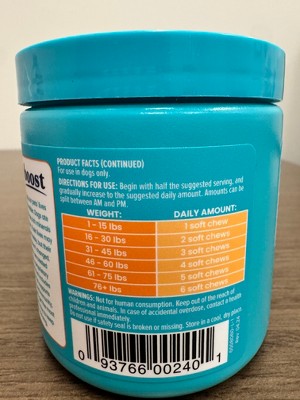 oost
PRODUCT FACTS (CONTINUED)
For use in dogs only.
DIRECTIONS FOR USE: Begin with half the suggested serving, and
gradually increase to the suggested daily amount. Amounts can be
split between AM and PM.
WEIGHT: DAILY AMOUNT:
1 - 15 lbs 1 soft chew
16 - 30 lbs 2 soft chews
31 - 45 lbs 3 soft chews
46 - 60 lbs 4 soft chews
61 - 75 lbs 5 soft chews
76+ lbs 6 soft chews
WARNINGS: Not for human consumption. Keep out of the reach of
children and animals. In case of accidental overdose, contact a health
professional immediately.
Do not use if safety seal is broken or missing. Store in a cool, dry place.
0 93766 00240 1